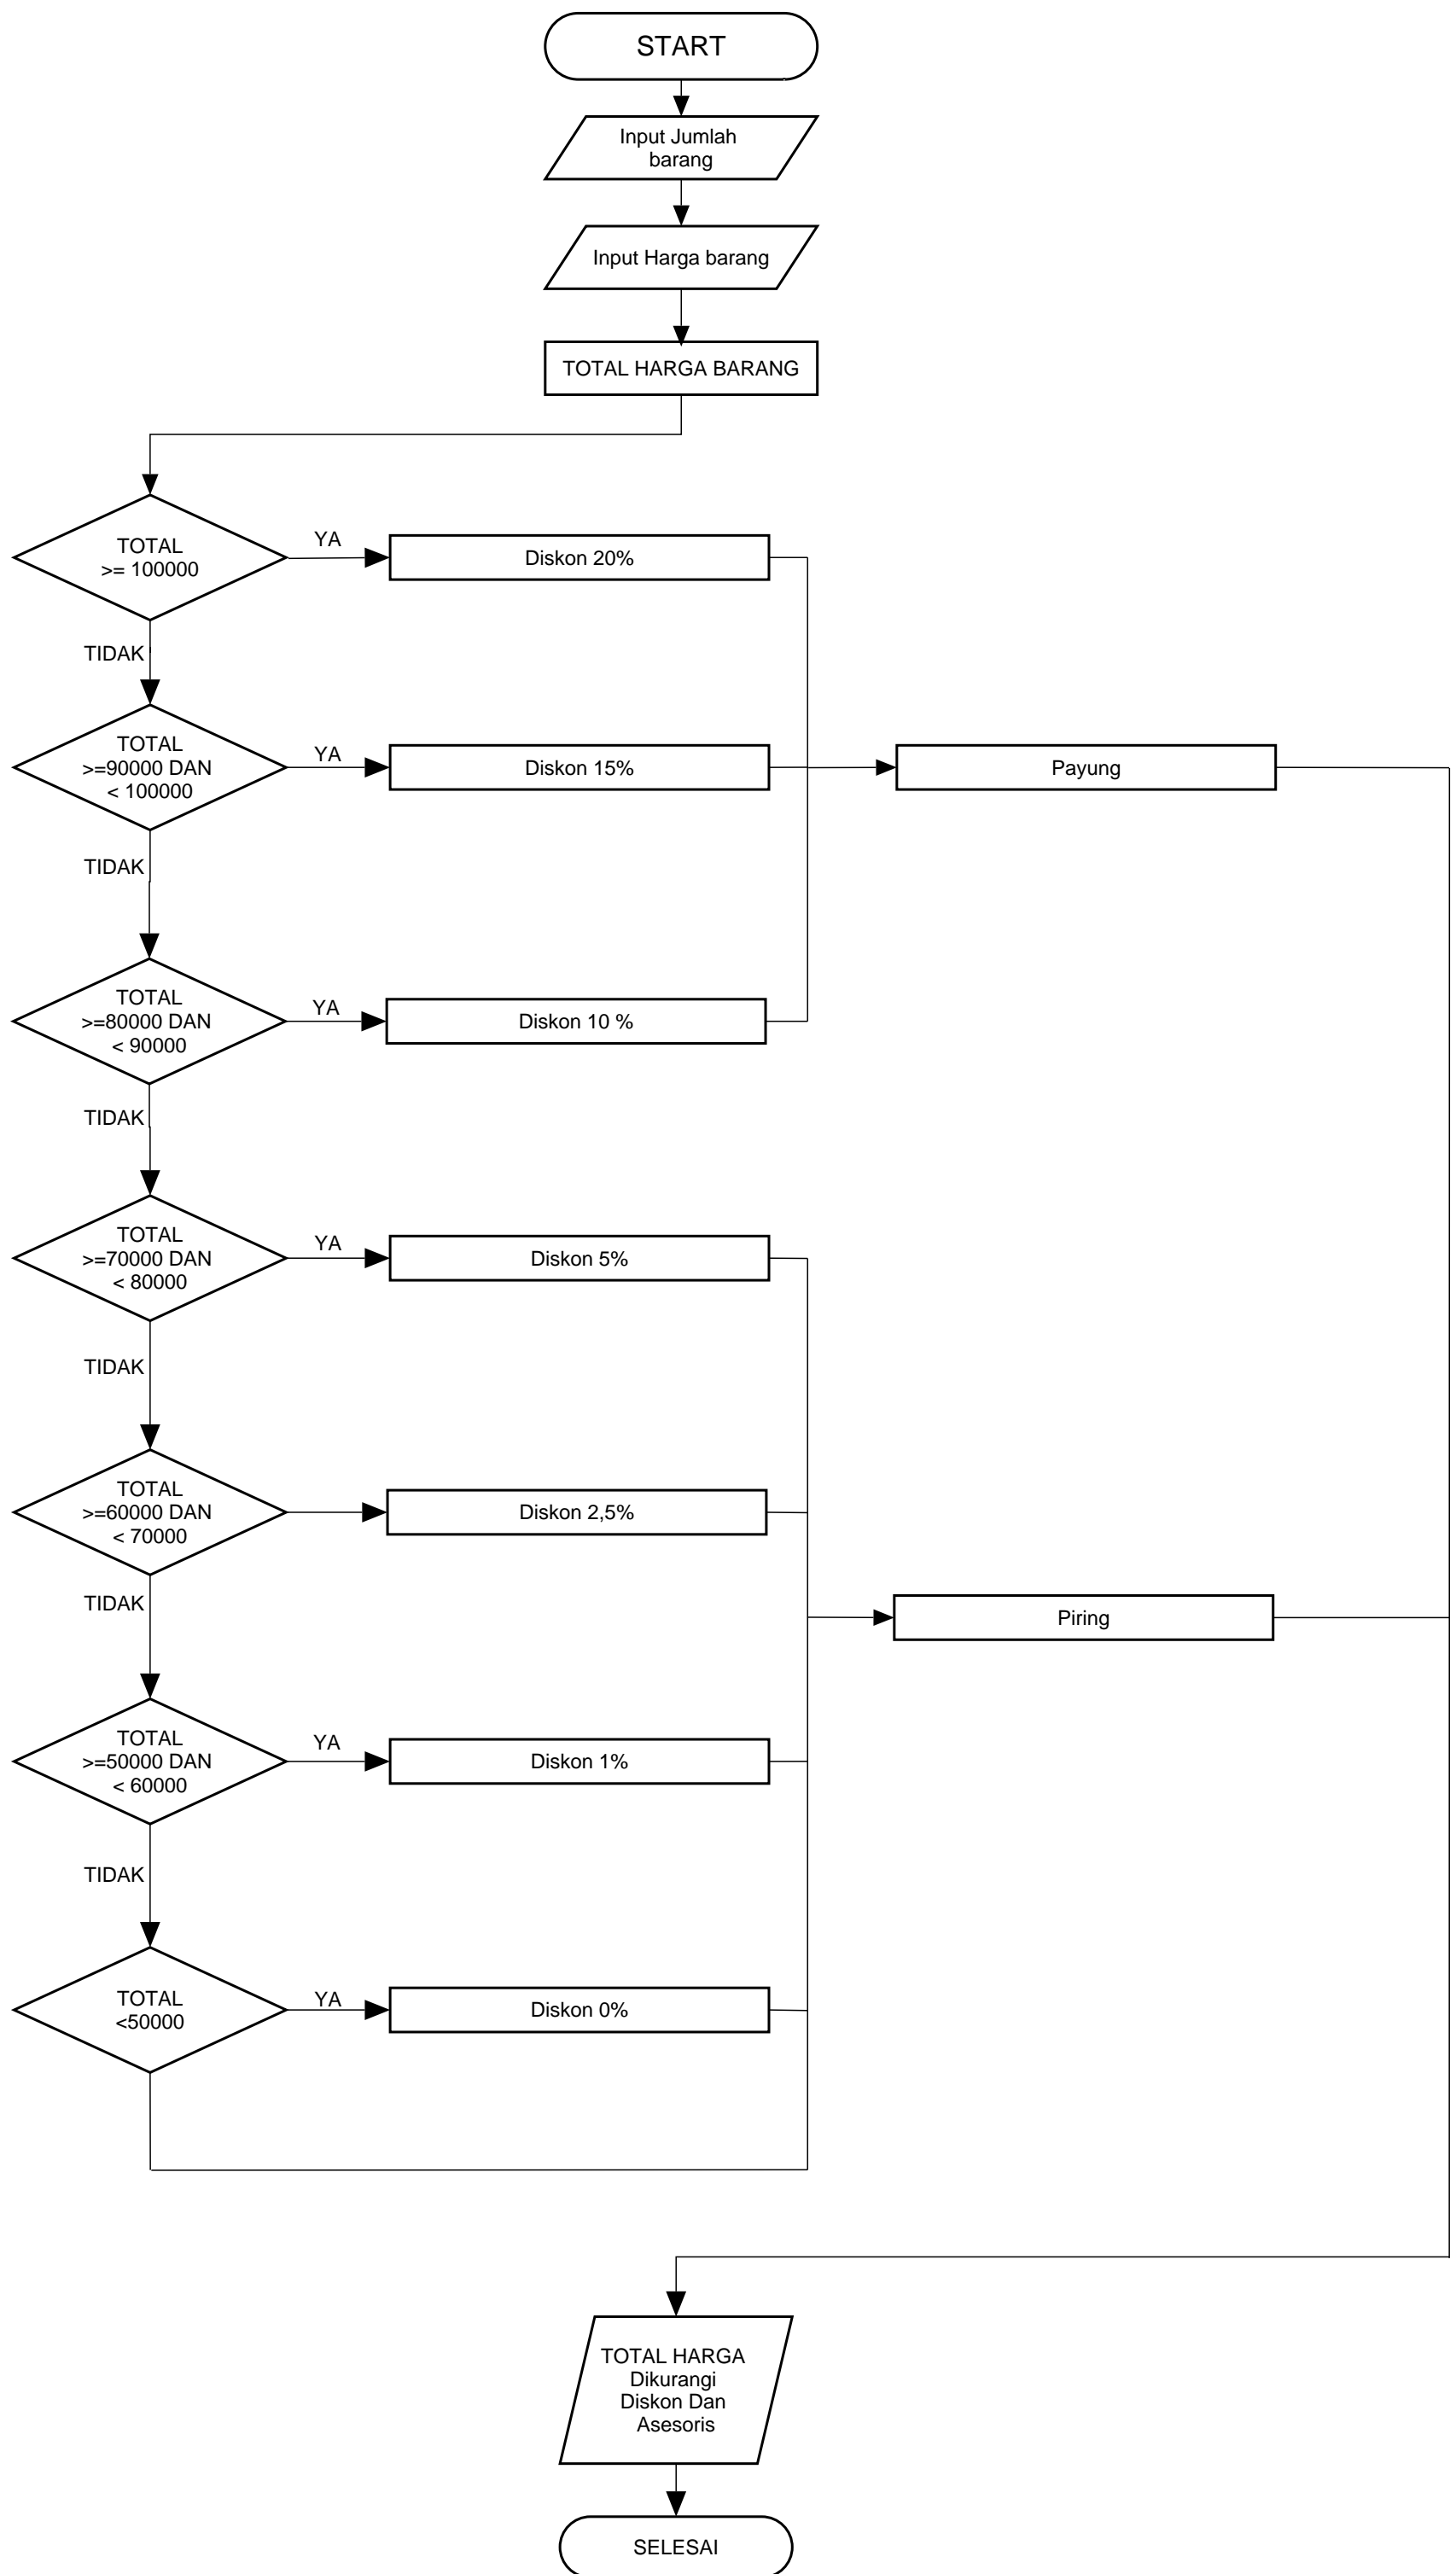 START
Input Jumlah
barang
Input Harga barang
TOTAL HARGA BARANG
TOTAL
>= 100000
YA
Diskon 20%
TIDAK
TOTAL
>=90000 DAN
< 100000
YA
Diskon 15%
Payung
TIDAK
TOTAL
>=80000 DAN
< 90000
YA
Diskon 10 %
TIDAK
TOTAL
>=70000 DAN
< 80000
YA
Diskon 5%
TIDAK
TOTAL
>=60000 DAN
< 70000
Diskon 2,5%
TIDAK
Piring
TOTAL
>=50000 DAN
< 60000
YA
Diskon 1%
TIDAK
TOTAL
<50000
YA
Diskon 0%
TOTAL HARGA
Dikurangi
Diskon Dan
Asesoris
SELESAI